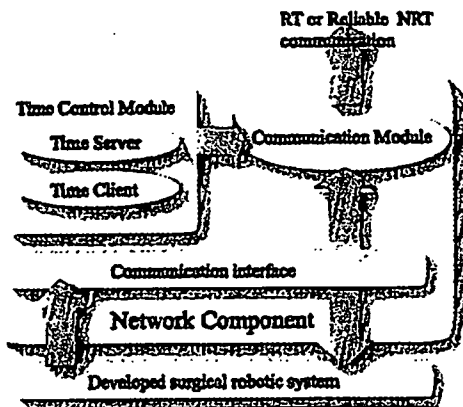 RT or Reliable NRT
communication
Time Control Module
Time Server
Communication Module
Time Client
Communication interface
Network Component
Developed surgical robotic system